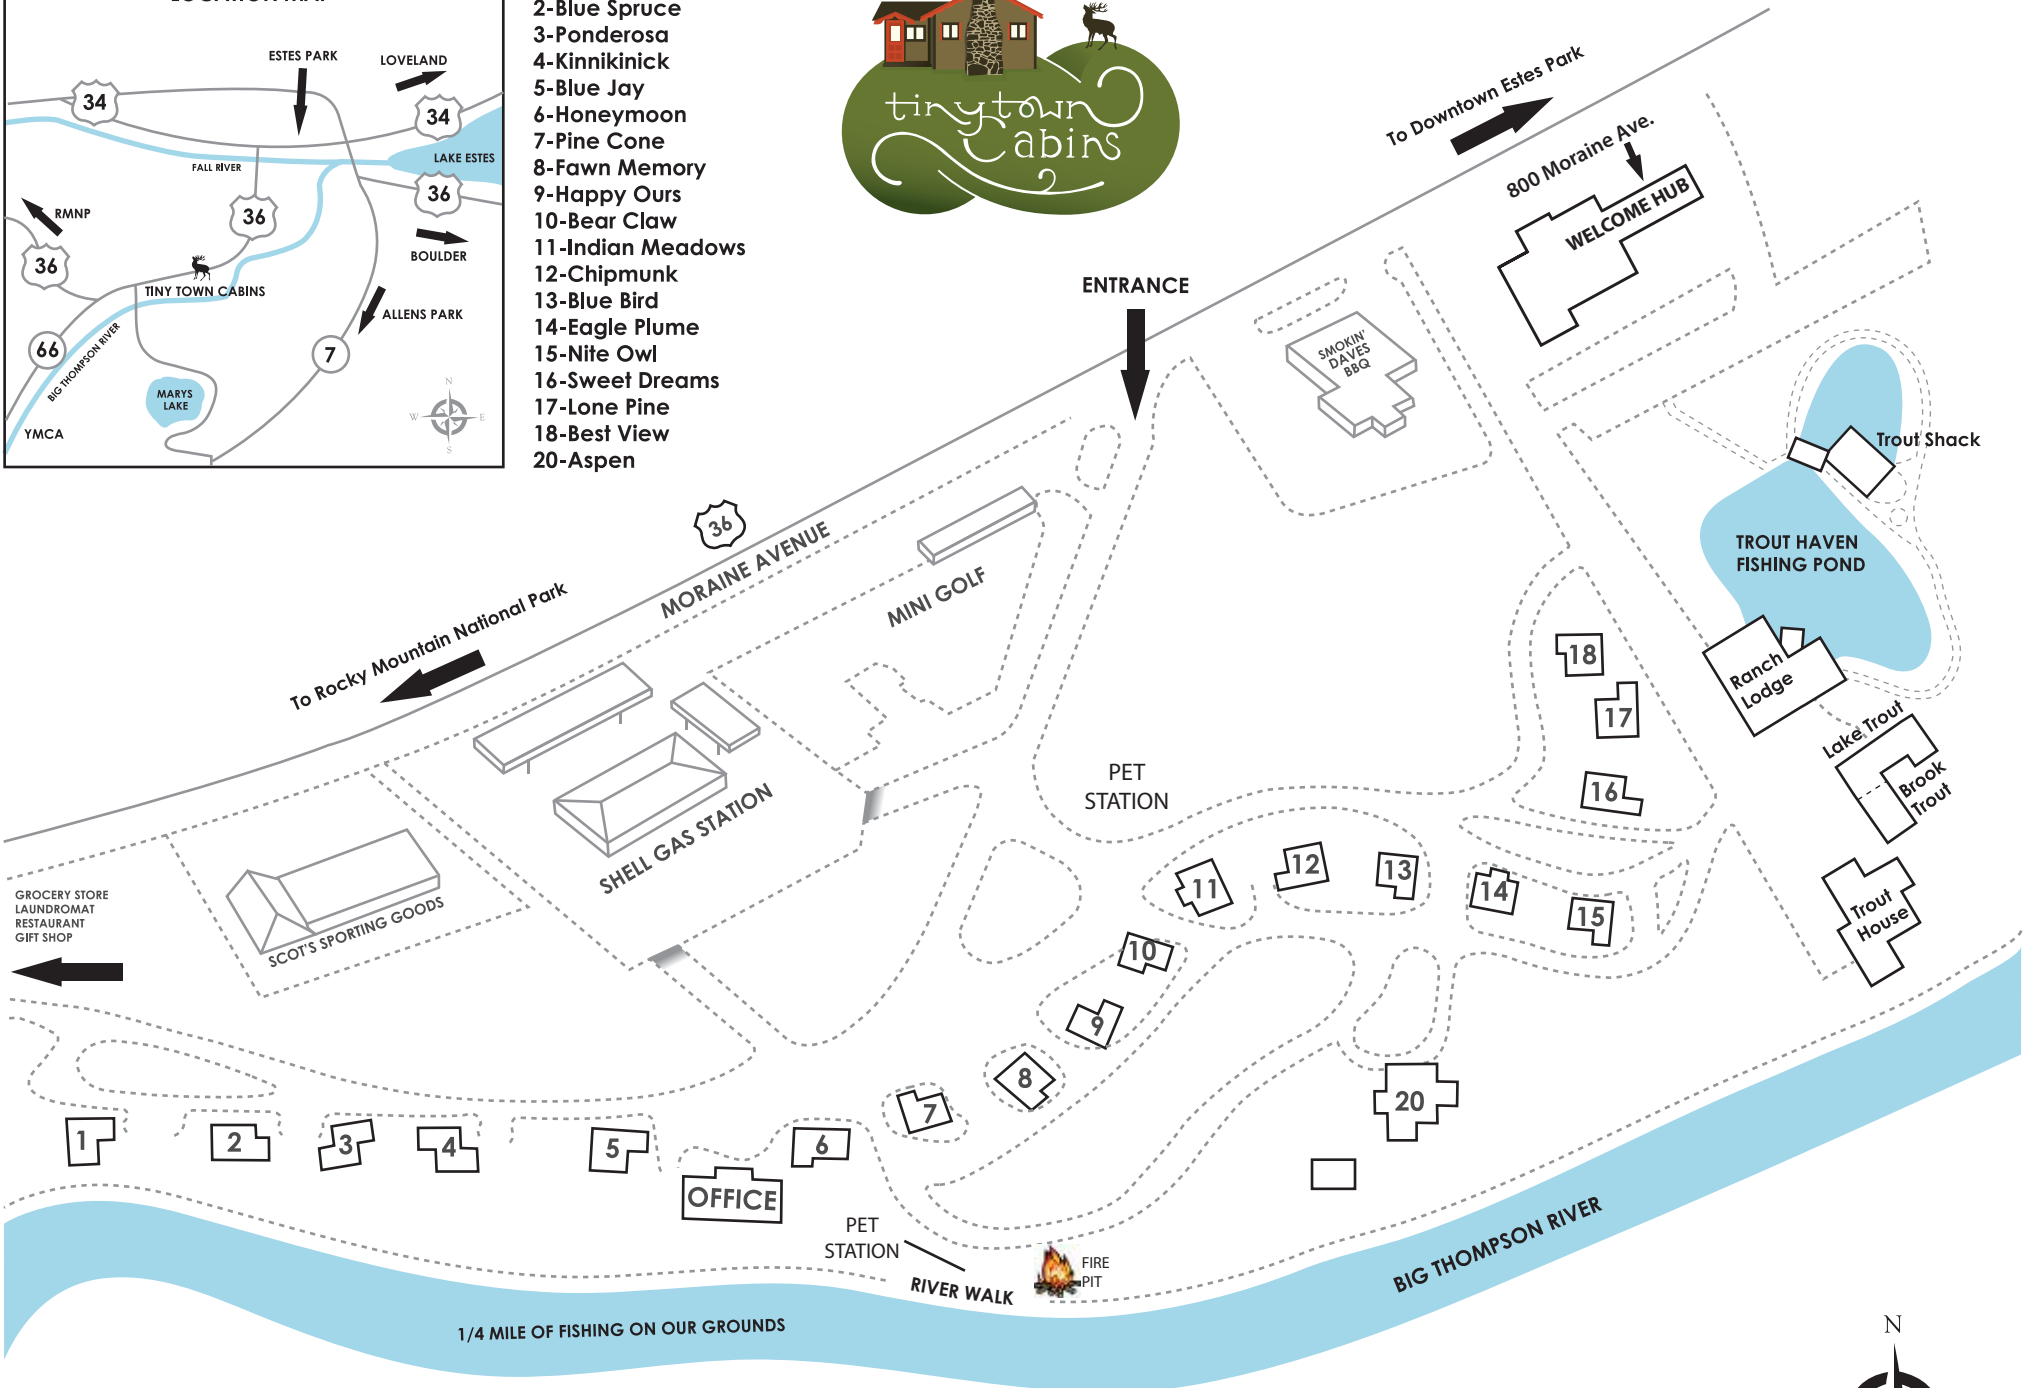 LOCATION MAP
ESTES PARK
LOVELAND
34
34
FALL RIVER
LAKE ESTES
36
36
RMNP
BOULDER
36
TINY TOWN CABINS
ALLENS PARK
66
BIG THOMPSON RIVER
7
MARYS
LAKE
N
W
E
S
YMCA
2-Blue Spruce
3-Ponderosa
4-Kinnikinick
5-Blue Jay
6-Honeymoon
7-Pine Cone
8-Fawn Memory
9-Happy Ours
10-Bear Claw
11-Indian Meadows
12-Chipmunk
13-Blue Bird
14-Eagle Plume
15-Nite Owl
16-Sweet Dreams
17-Lone Pine
18-Best View
20-Aspen
tiny town
Cabins
To Downtown Estes Park
800 Moraine Ave.
WELCOME HUB
ENTRANCE
SMOKIN'
DAVES
BBQ
Trout Shack
TROUT HAVEN
FISHING POND
36
MORAINE AVENUE
MINI GOLF
To Rocky Mountain National Park
18
17
16
Ranch
Lodge
Lake Trout
Brook
Trout
PET
STATION
SHELL GAS STATION
SCOT'S SPORTING GOODS
GROCERY STORE
LAUNDROMAT
RESTAURANT
GIFT SHOP
11
12
13
14
15
Trout
House
10
9
8
7
20
1
2
3
4
5
6
OFFICE
PET
STATION
RIVER WALK
FIRE
PIT
BIG THOMPSON RIVER
1/4 MILE OF FISHING ON OUR GROUNDS
N